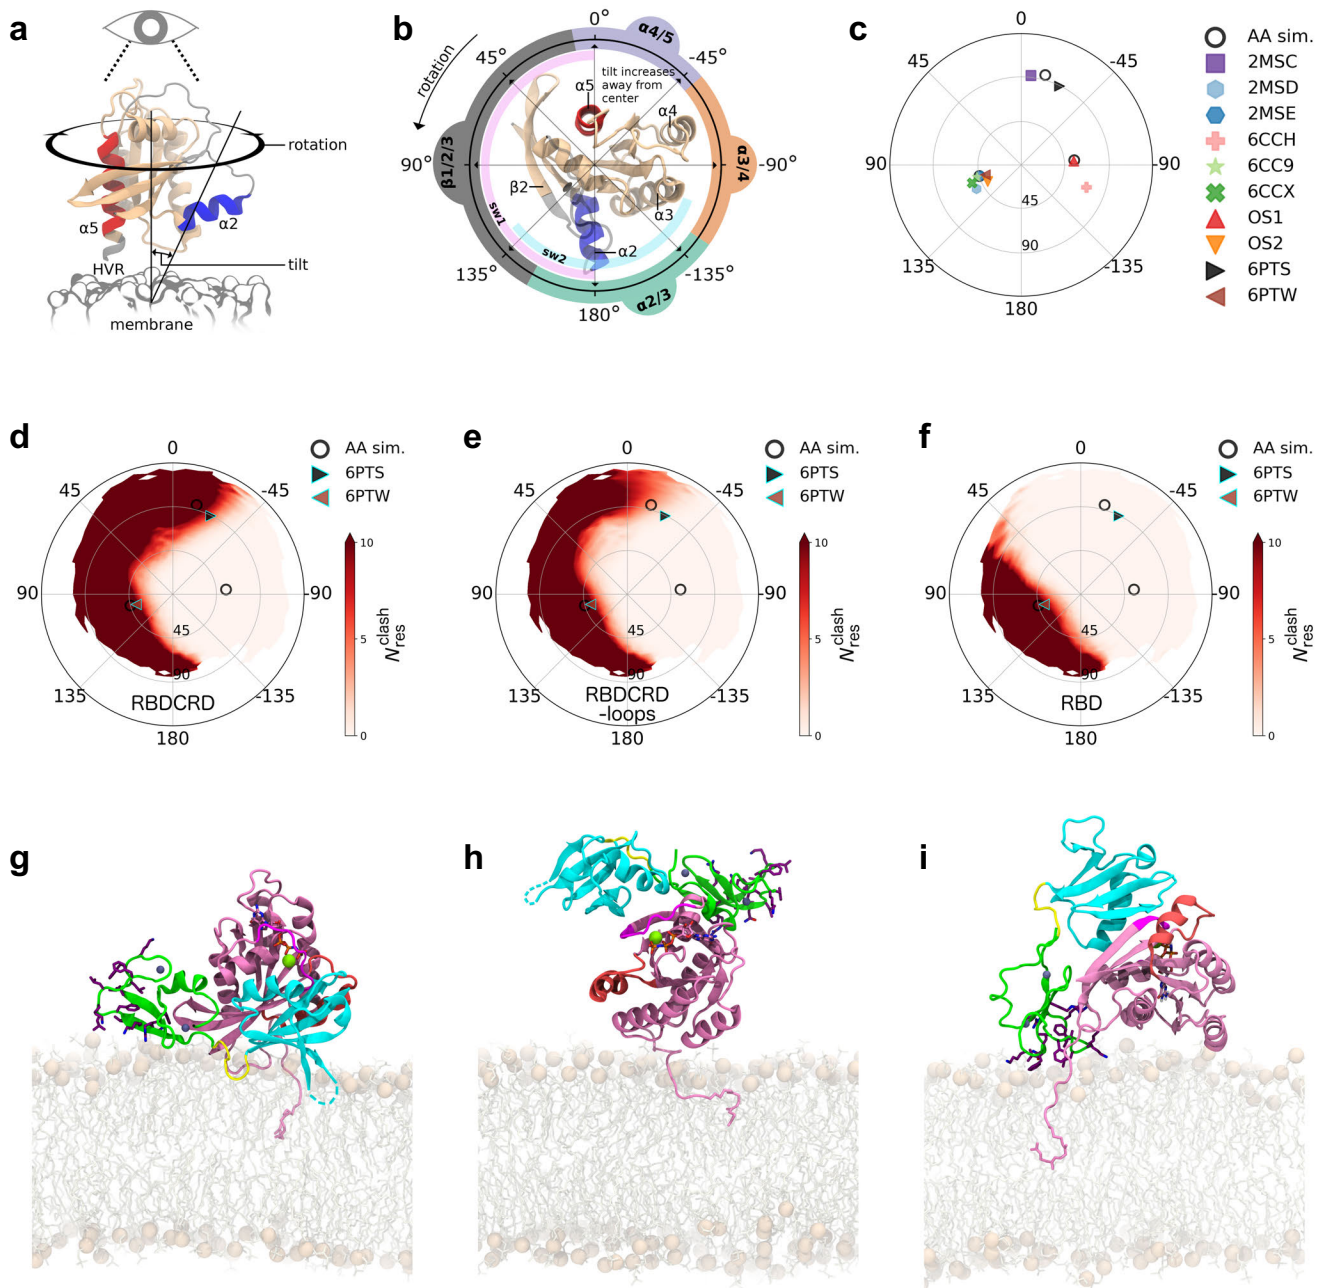 a
rotation
α5
α2
HVR
tilt
membrane
b
rotation
0°
45°
-45°
90°
-90°
135°
-135°
180°
α4/5
α3/4
α2/3
β1/2/3
sw1
sw2
tilt increases
away from
center
α5
α4
β2
α3
α2
c
0
45
-45
90
-90
45
90
135
-135
180
AA sim.
2MSC
2MSD
2MSE
6CCH
6CC9
6CCX
OS1
OS2
6PTS
6PTW
d
0
45
-45
90
-90
45
90
135
-135
180
RBDCRD
AA sim.
6PTS
6PTW
10
5
0
N_res^clash
e
0
45
-45
90
-90
45
90
135
-135
180
RBDCRD
-loops
AA sim.
6PTS
6PTW
10
5
0
N_res^clash
f
0
45
-45
90
-90
45
90
135
-135
180
RBD
AA sim.
6PTS
6PTW
10
5
0
N_res^clash
g
h
i